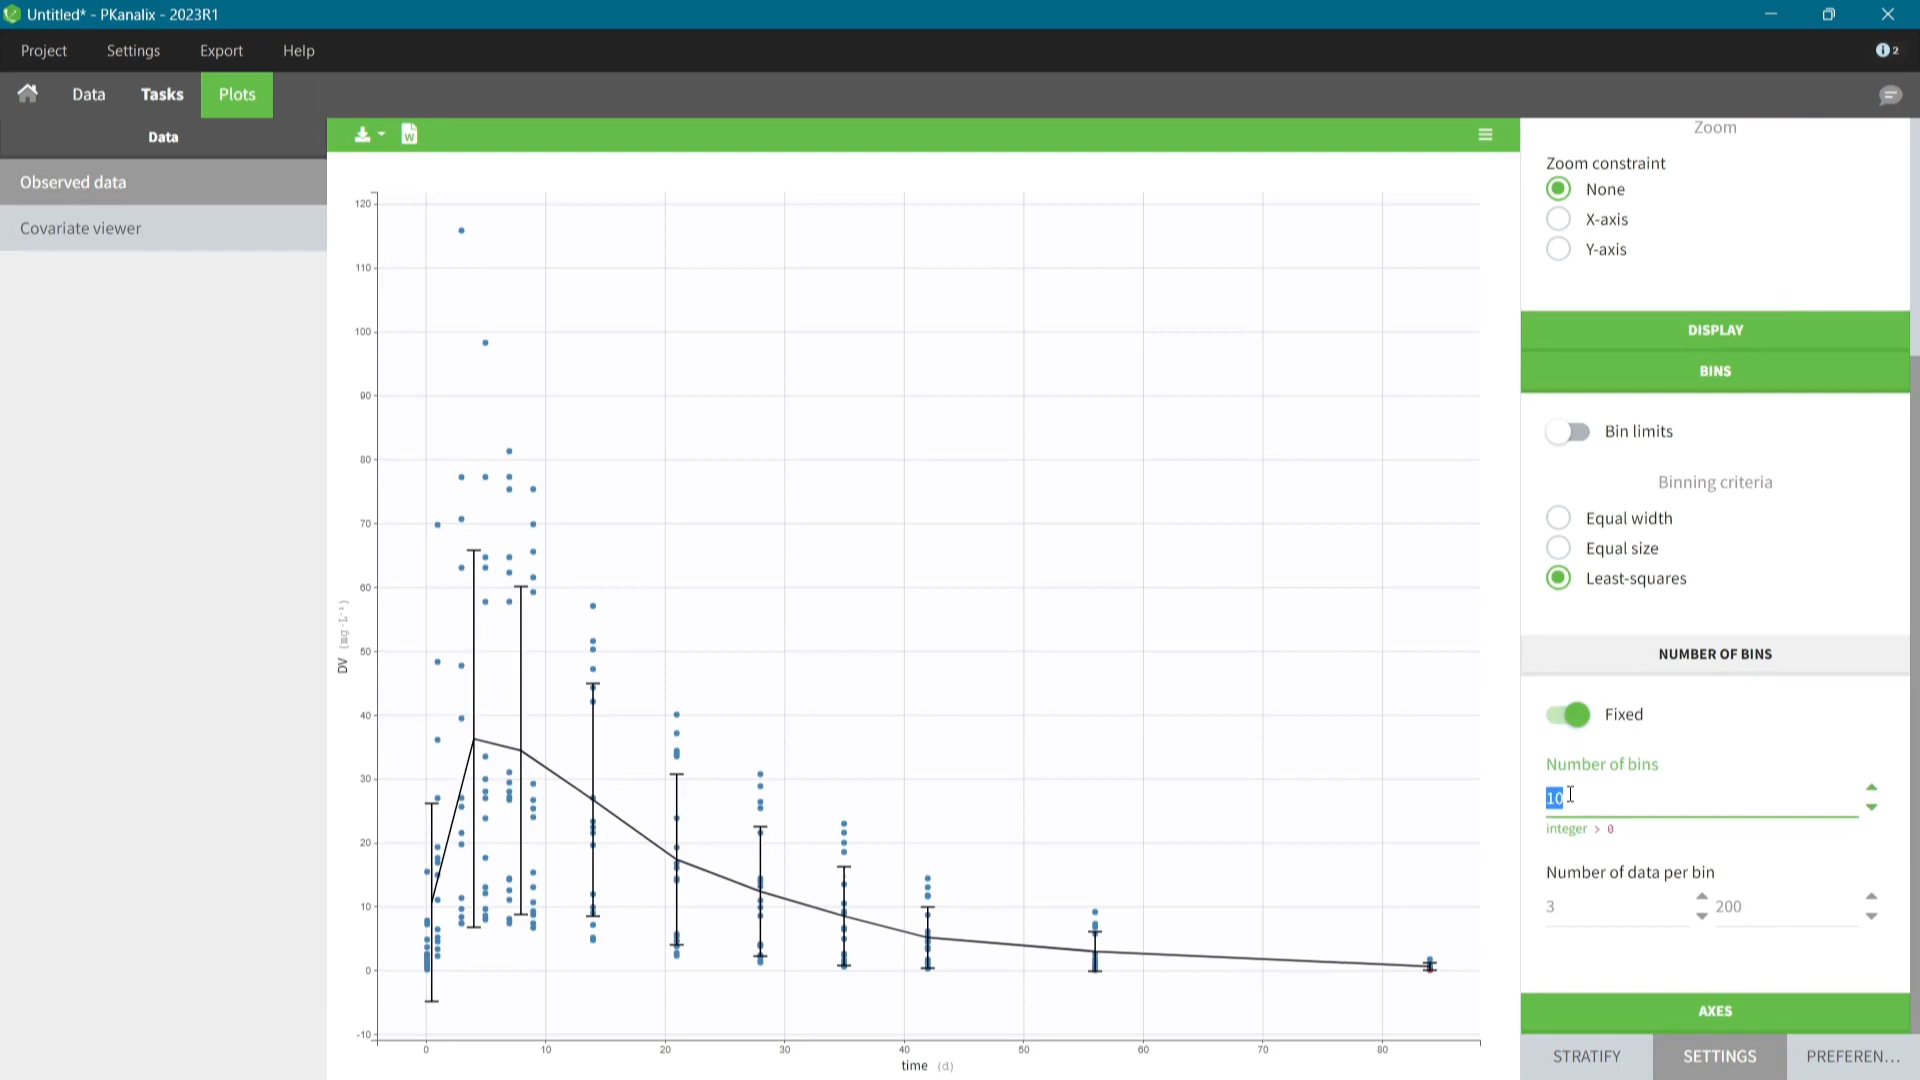 Untitled* - PKanalix - 2023R1
Project Settings Export Help
2
Data Tasks Plots
Data
Observed data
Covariate viewer
W
120
110
100
90
80
70
60
50
40
30
20
10
0
-10
DV (mg·L⁻¹)
0 10 20 30 40 50 60 70 80
time (d)
Zoom
Zoom constraint
None
X-axis
Y-axis
DISPLAY
BINS
Bin limits
Binning criteria
Equal width
Equal size
Least-squares
NUMBER OF BINS
Fixed
Number of bins
10
integer > 0
Number of data per bin
3 200
AXES
STRATIFY SETTINGS PREFEREN...